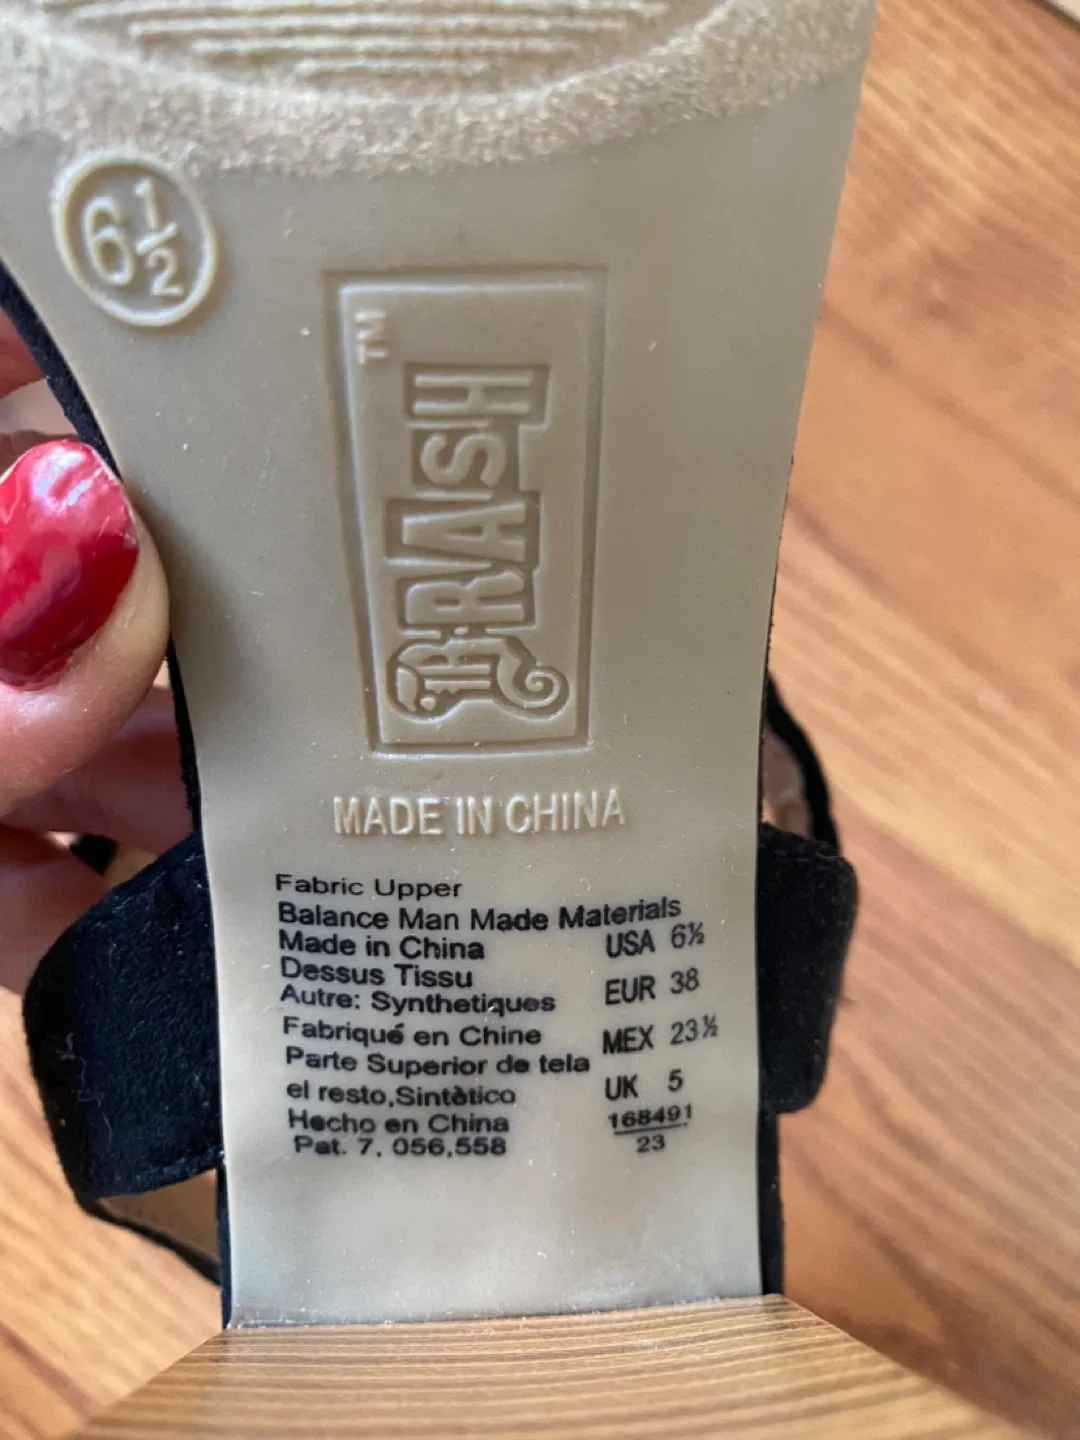 6½
BRASH™
MADE IN CHINA
Fabric Upper
Balance Man Made Materials
Made in China
Dessus Tissu
Autre: Synthetiques
Fabriqué en Chine
Parte Superior de tela
el resto,Sintètico
Hecho en China
Pat. 7, 056,558
USA 6½
EUR 38
MEX 23½
UK 5
168491
23